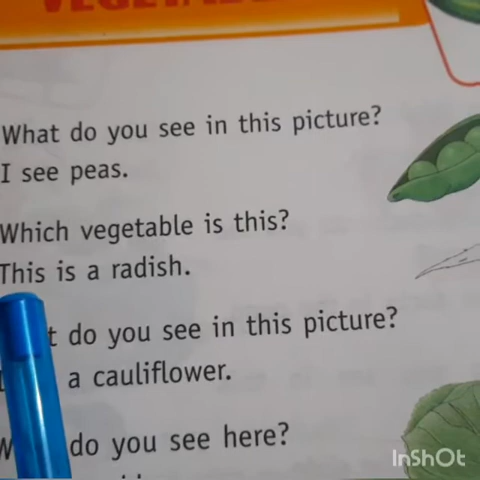 What do you see in this picture?
I see peas.
Which vegetable is this?
This is a radish.
do you see in this picture?
a cauliflower.
do you see here?
InShOt